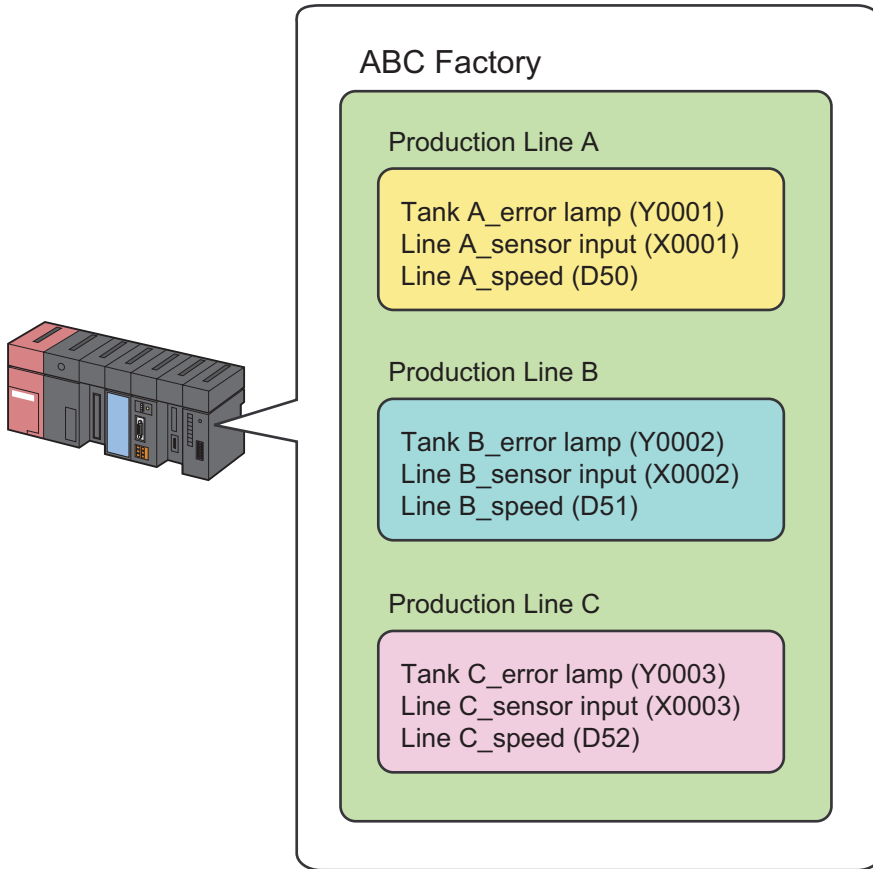 ABC Factory
Production Line A
Tank A_error lamp (Y0001)
Line A_sensor input (X0001)
Line A_speed (D50)
Production Line B
Tank B_error lamp (Y0002)
Line B_sensor input (X0002)
Line B_speed (D51)
Production Line C
Tank C_error lamp (Y0003)
Line C_sensor input (X0003)
Line C_speed (D52)